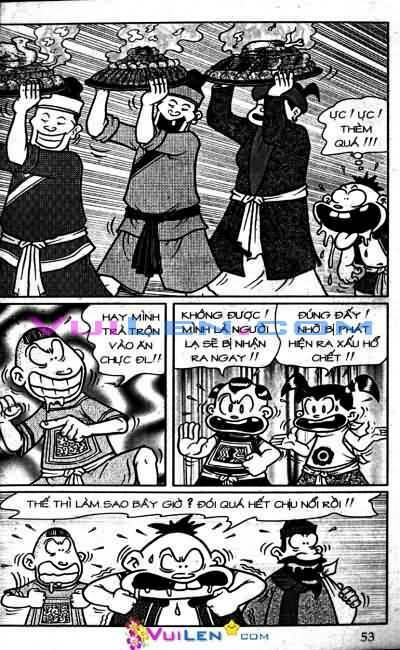 ỰC! ỰC!
THÈM
QUÁ!!!
HAY MÌNH
TRÀ TRỘN
VÀO ĂN
CHỰC ĐI!!
KHÔNG ĐƯỢC!
MÌNH LÀ NGƯỜI
LẠ SẼ BỊ NHẬN
RA NGAY!!
ĐÚNG ĐẤY!
NHỠ BỊ PHÁT
HIỆN RA XẤU HỔ
CHẾT!!
VUILEN.COM
THẾ THÌ LÀM SAO BÂY GIỜ? ĐÓI QUÁ HẾT CHỊU NỔI RỒI!!
53
VUILEN.COM